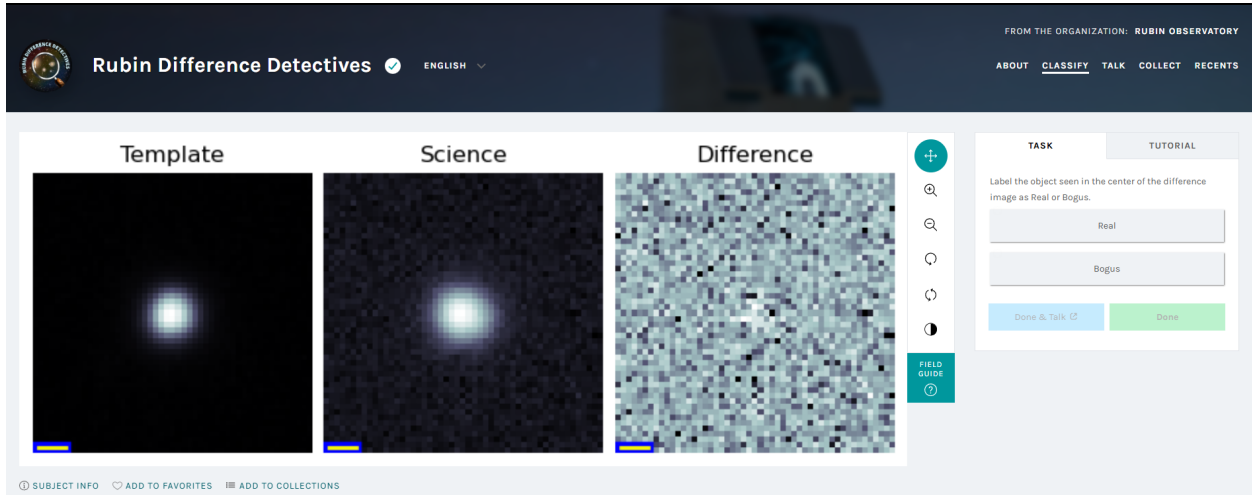 FROM THE ORGANIZATION: RUBIN OBSERVATORY
Rubin Difference Detectives
ENGLISH
ABOUT CLASSIFY TALK COLLECT RECENTS
Template Science Difference
FIELD
GUIDE
TASK TUTORIAL
Label the object seen in the center of the difference
image as Real or Bogus.
Real
Bogus
Done & Talk Done
SUBJECT INFO ADD TO FAVORITES ADD TO COLLECTIONS